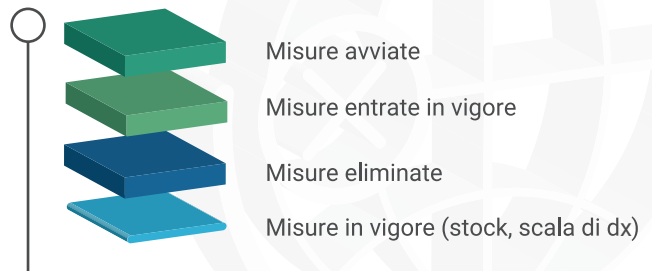 Misure avviate
Misure entrate in vigore
Misure eliminate
Misure in vigore (stock, scala di dx)